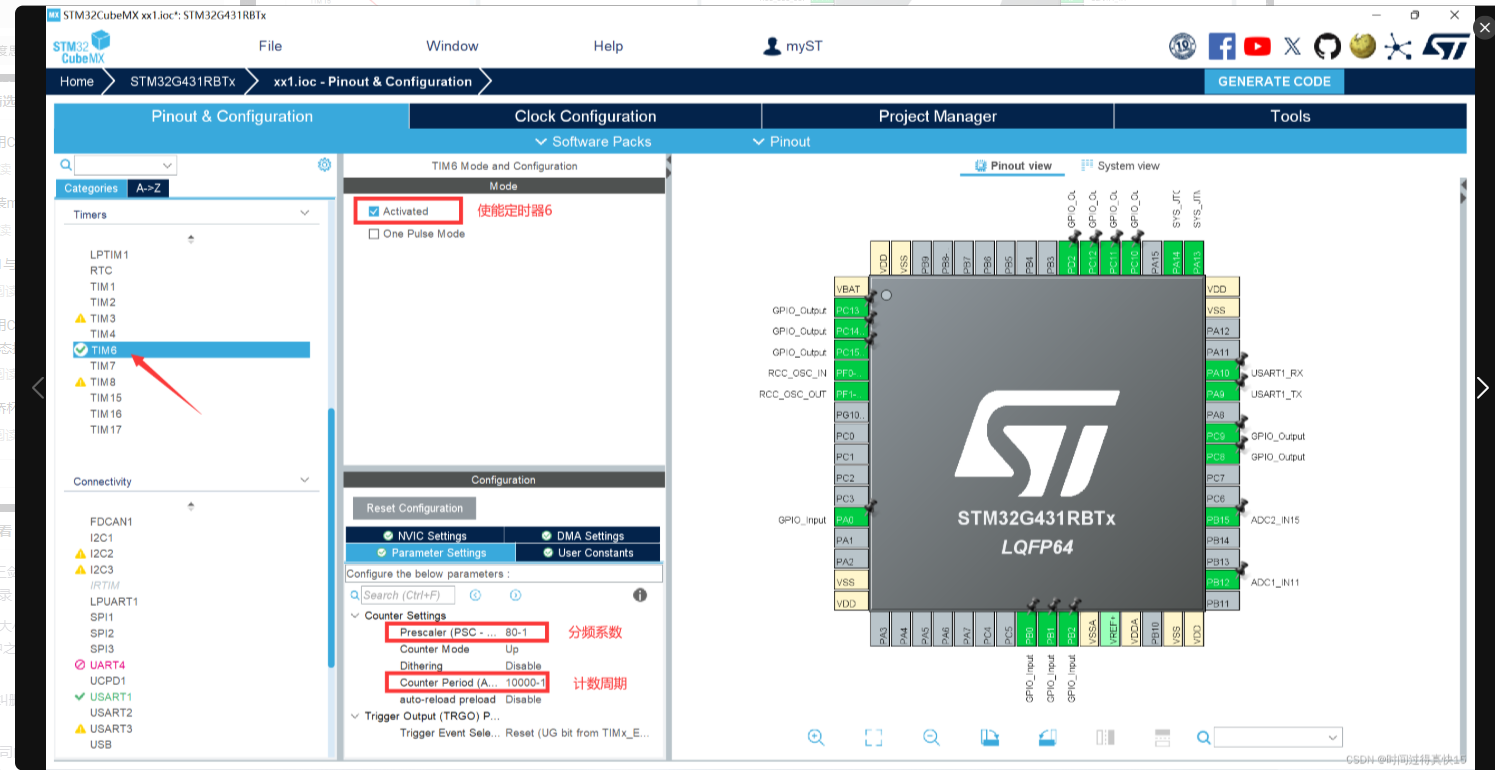 STM32CubeMX xx1.ioc*: STM32G431RBTx
STM32
CubeMX
File
Window
Help
myST
Home
STM32G431RBTx
xx1.ioc - Pinout & Configuration
GENERATE CODE
Pinout & Configuration
Clock Configuration
Project Manager
Tools
Software Packs
Pinout
Categories
A->Z
Timers
LPTIM1
RTC
TIM1
TIM2
TIM3
TIM4
TIM6
TIM7
TIM8
TIM15
TIM16
TIM17
Connectivity
FDCAN1
I2C1
I2C2
I2C3
IRTIM
LPUART1
SPI1
SPI2
SPI3
UART4
UCPD1
USART1
USART2
USART3
USB
TIM6 Mode and Configuration
Mode
Activated
使能定时器6
One Pulse Mode
Configuration
Reset Configuration
NVIC Settings
DMA Settings
Parameter Settings
User Constants
Configure the below parameters :
Search (Ctrl+F)
Counter Settings
Prescaler (PSC - ... 80-1
分频系数
Counter Mode Up
Dithering Disable
Counter Period (A... 10000-1
计数周期
auto-reload preload Disable
Trigger Output (TRGO) P...
Trigger Event Sele... Reset (UG bit from TIMx_E...
Pinout view
System view
VDD
VSS
PB9
PB8-
PB7
PB6
PB5
PB4
PB3
PD2
PC12
PC11
PC10
PA15
PA14
PA13
VBAT
GPIO_Output PC13
GPIO_Output PC14..
GPIO_Output PC15
RCC_OSC_IN PF0-
RCC_OSC_OUT PF1-
PG10..
PC0
PC1
PC2
PC3
GPIO_Input PA0
PA1
PA2
VSS
VDD
STM32G431RBTx
LQFP64
VDD
VSS
PA12
PA11
PA10 USART1_RX
PA9 USART1_TX
PA8
PC9 GPIO_Output
PC8 GPIO_Output
PC7
PC6
PB15 ADC2_IN15
PB14
PB13
PB12 ADC1_IN11
PB11
PA3
PA4
PA5
PA6
PA7
PC4
PC5
PB0
PB1
PB2
VSSA
VREF+
VDDA
PB10
VSS
VDD
GPIO_Input
GPIO_Input
GPIO_Input
CSDN @时间过得真快15